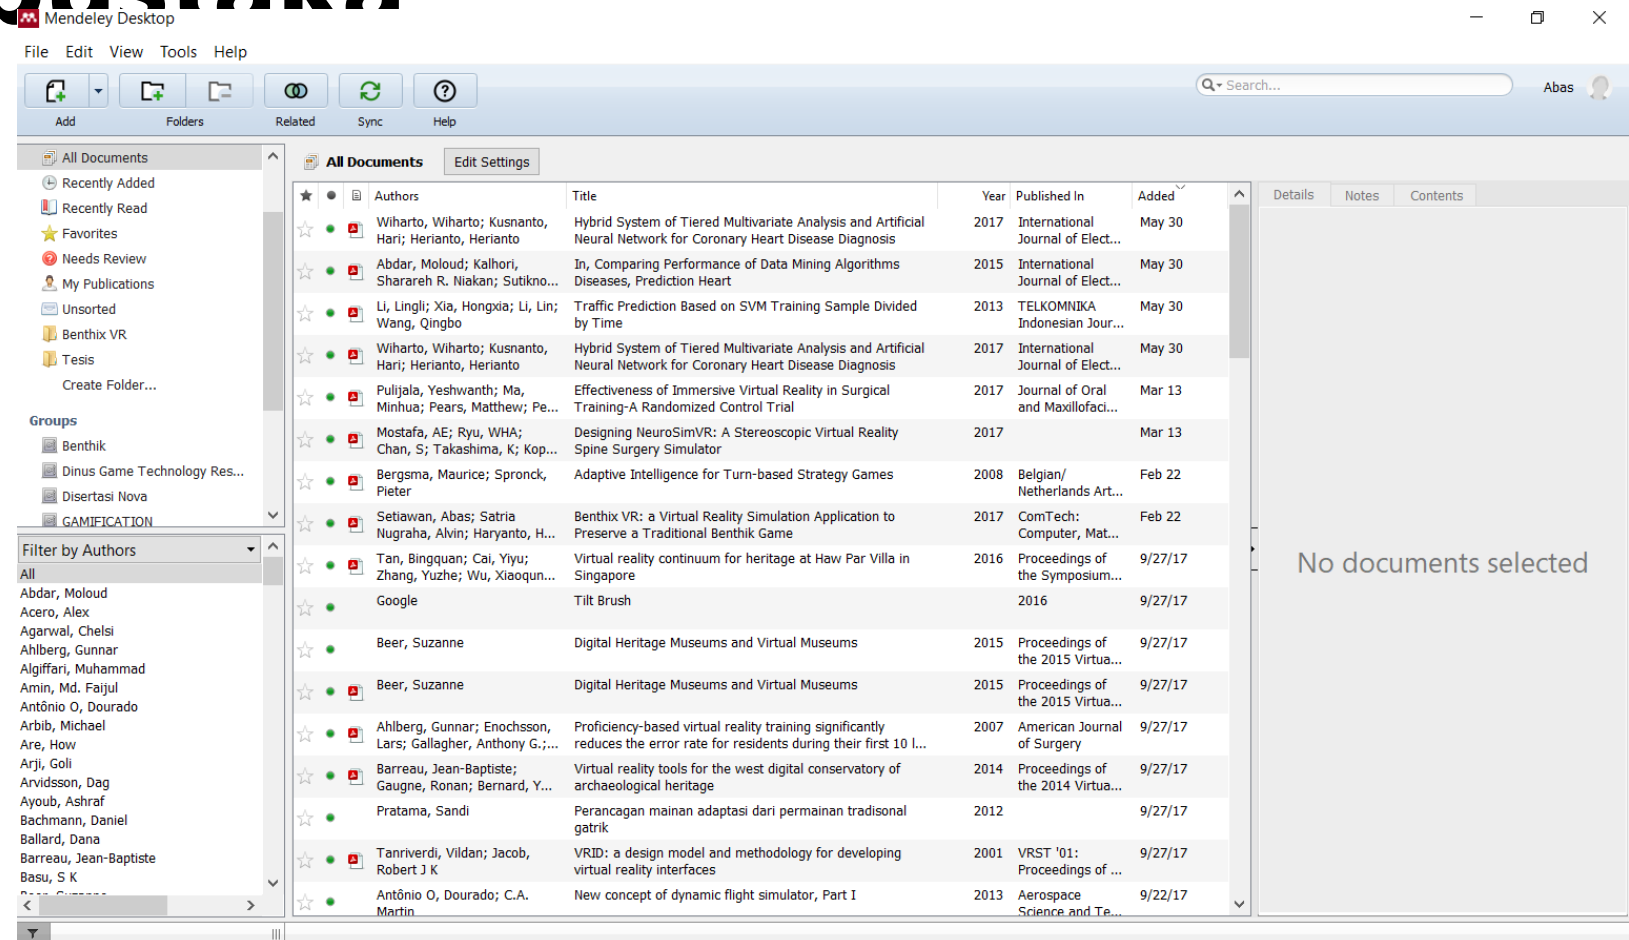 Mendeley Desktop
File Edit View Tools Help
Search...
Abas
Add Folders Related Sync Help
All Documents
Recently Added
Recently Read
Favorites
Needs Review
My Publications
Unsorted
Benthix VR
Tesis
Create Folder...
Groups
Benthik
Dinus Game Technology Res...
Disertasi Nova
GAMIFICATION
Filter by Authors
All
Abdar, Moloud
Acero, Alex
Agarwal, Chelsi
Ahlberg, Gunnar
Algiffari, Muhammad
Amin, Md. Faijul
Antônio O, Dourado
Arbib, Michael
Are, How
Arji, Goli
Arvidsson, Dag
Ayoub, Ashraf
Bachmann, Daniel
Ballard, Dana
Barreau, Jean-Baptiste
Basu, S K
All Documents Edit Settings
Authors Title Year Published In Added
Wiharto, Wiharto; Kusnanto, Hybrid System of Tiered Multivariate Analysis and Artificial 2017 International May 30
Hari; Herianto, Herianto Neural Network for Coronary Heart Disease Diagnosis Journal of Elect...
Abdar, Moloud; Kalhori, In, Comparing Performance of Data Mining Algorithms 2015 International May 30
Sharareh R. Niakan; Sutikno... Diseases, Prediction Heart Journal of Elect...
Li, Lingli; Xia, Hongxia; Li, Lin; Traffic Prediction Based on SVM Training Sample Divided 2013 TELKOMNIKA May 30
Wang, Qingbo by Time Indonesian Jour...
Wiharto, Wiharto; Kusnanto, Hybrid System of Tiered Multivariate Analysis and Artificial 2017 International May 30
Hari; Herianto, Herianto Neural Network for Coronary Heart Disease Diagnosis Journal of Elect...
Pulijala, Yeshwanth; Ma, Effectiveness of Immersive Virtual Reality in Surgical 2017 Journal of Oral Mar 13
Minhua; Pears, Matthew; Pe... Training-A Randomized Control Trial and Maxillofaci...
Mostafa, AE; Ryu, WHA; Designing NeuroSimVR: A Stereoscopic Virtual Reality 2017 Mar 13
Chan, S; Takashima, K; Kop... Spine Surgery Simulator
Bergsma, Maurice; Spronck, Adaptive Intelligence for Turn-based Strategy Games 2008 Belgian/ Feb 22
Pieter Netherlands Art...
Setiawan, Abas; Satria Benthix VR: a Virtual Reality Simulation Application to 2017 ComTech: Feb 22
Nugraha, Alvin; Haryanto, H... Preserve a Traditional Benthik Game Computer, Mat...
Tan, Bingquan; Cai, Yiyu; Virtual reality continuum for heritage at Haw Par Villa in 2016 Proceedings of 9/27/17
Zhang, Yuzhe; Wu, Xiaoqun... Singapore the Symposium...
Google Tilt Brush 2016 9/27/17
Beer, Suzanne Digital Heritage Museums and Virtual Museums 2015 Proceedings of 9/27/17
the 2015 Virtua...
Beer, Suzanne Digital Heritage Museums and Virtual Museums 2015 Proceedings of 9/27/17
the 2015 Virtua...
Ahlberg, Gunnar; Enochsson, Proficiency-based virtual reality training significantly 2007 American Journal 9/27/17
Lars; Gallagher, Anthony G.;... reduces the error rate for residents during their first 10 l... of Surgery
Barreau, Jean-Baptiste; Virtual reality tools for the west digital conservatory of 2014 Proceedings of 9/27/17
Gaugne, Ronan; Bernard, Y... archaeological heritage the 2014 Virtua...
Pratama, Sandi Perancagan mainan adaptasi dari permainan tradisonal 2012 9/27/17
gatrik
Tanriverdi, Vildan; Jacob, VRID: a design model and methodology for developing 2001 VRST '01: 9/27/17
Robert J K virtual reality interfaces Proceedings of ...
Antônio O, Dourado; C.A. New concept of dynamic flight simulator, Part I 2013 Aerospace 9/22/17
Martin Science and Te...
Details Notes Contents
No documents selected